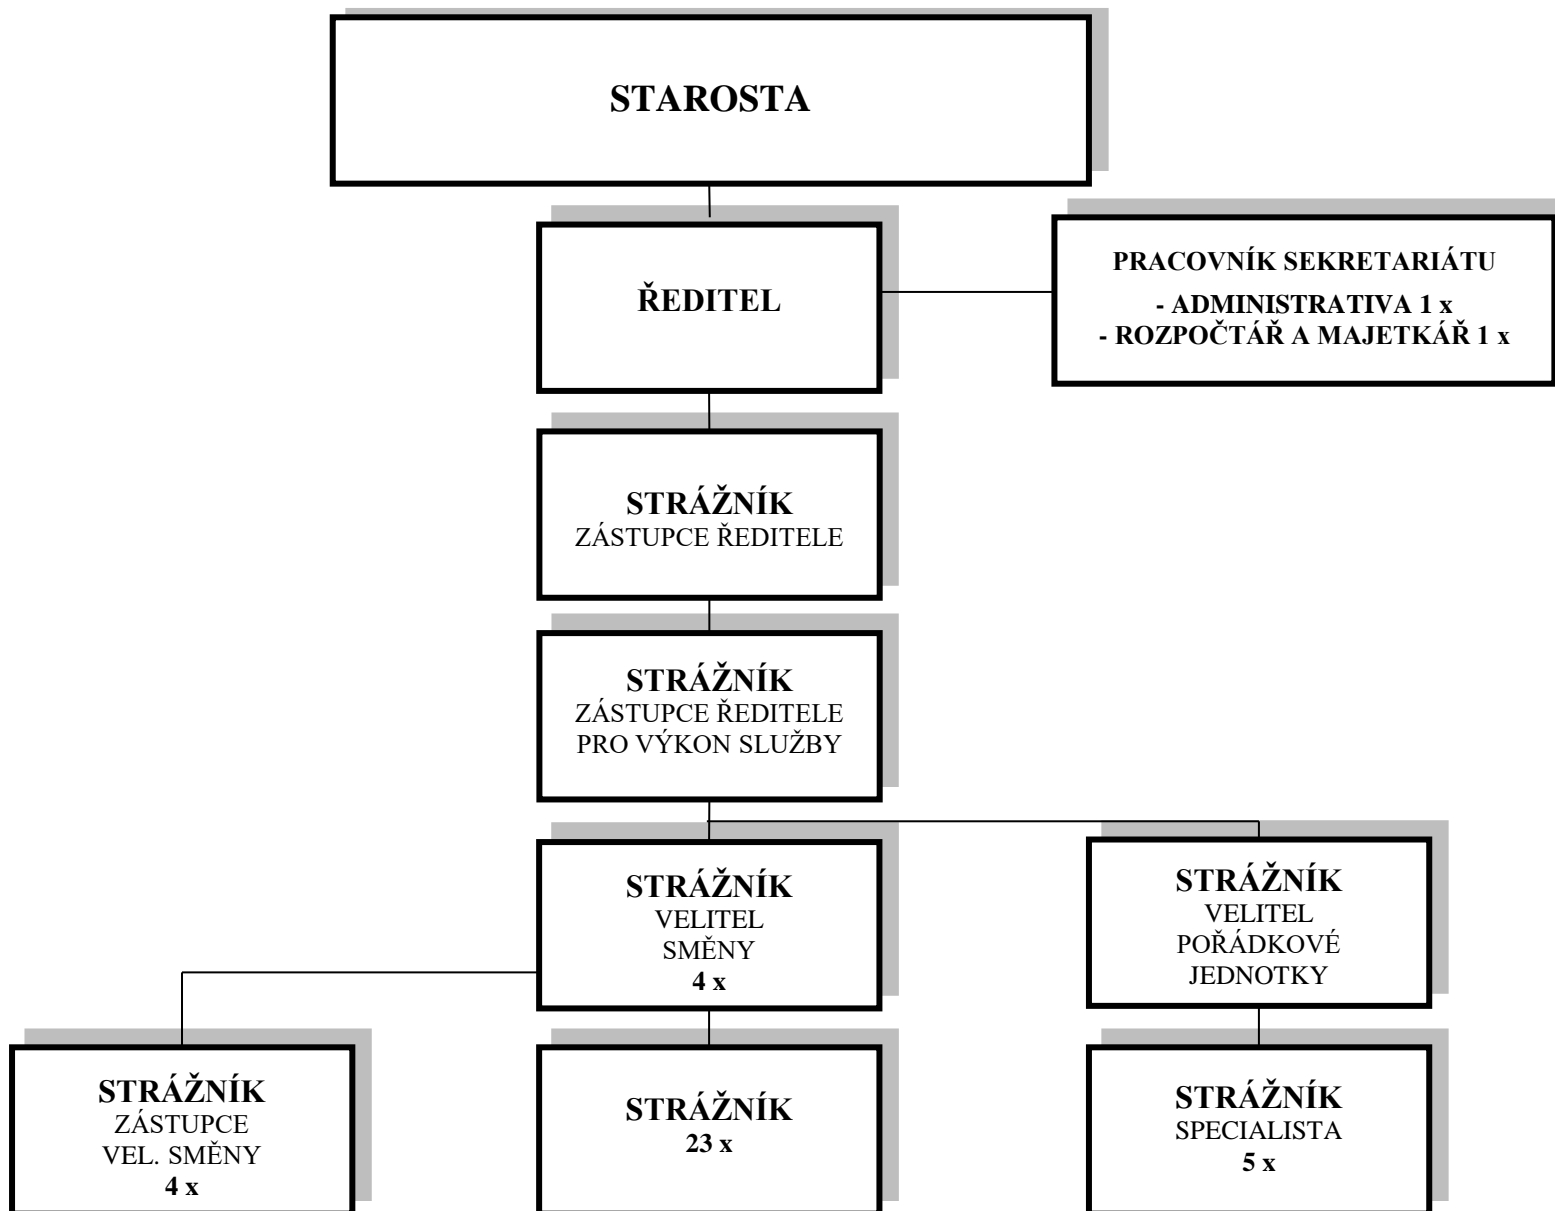 STAROSTA
ŘEDITEL
PRACOVNÍK SEKRETARIÁTU
- ADMINISTRATIVA 1 x
- ROZPOČTÁŘ A MAJETKÁŘ 1 x
STRÁŽNÍK
ZÁSTUPCE ŘEDITELE
STRÁŽNÍK
ZÁSTUPCE ŘEDITELE
PRO VÝKON SLUŽBY
STRÁŽNÍK
VELITEL
SMĚNY
4 x
STRÁŽNÍK
VELITEL
POŘÁDKOVÉ
JEDNOTKY
STRÁŽNÍK
ZÁSTUPCE
VEL. SMĚNY
4 x
STRÁŽNÍK
23 x
STRÁŽNÍK
SPECIALISTA
5 x